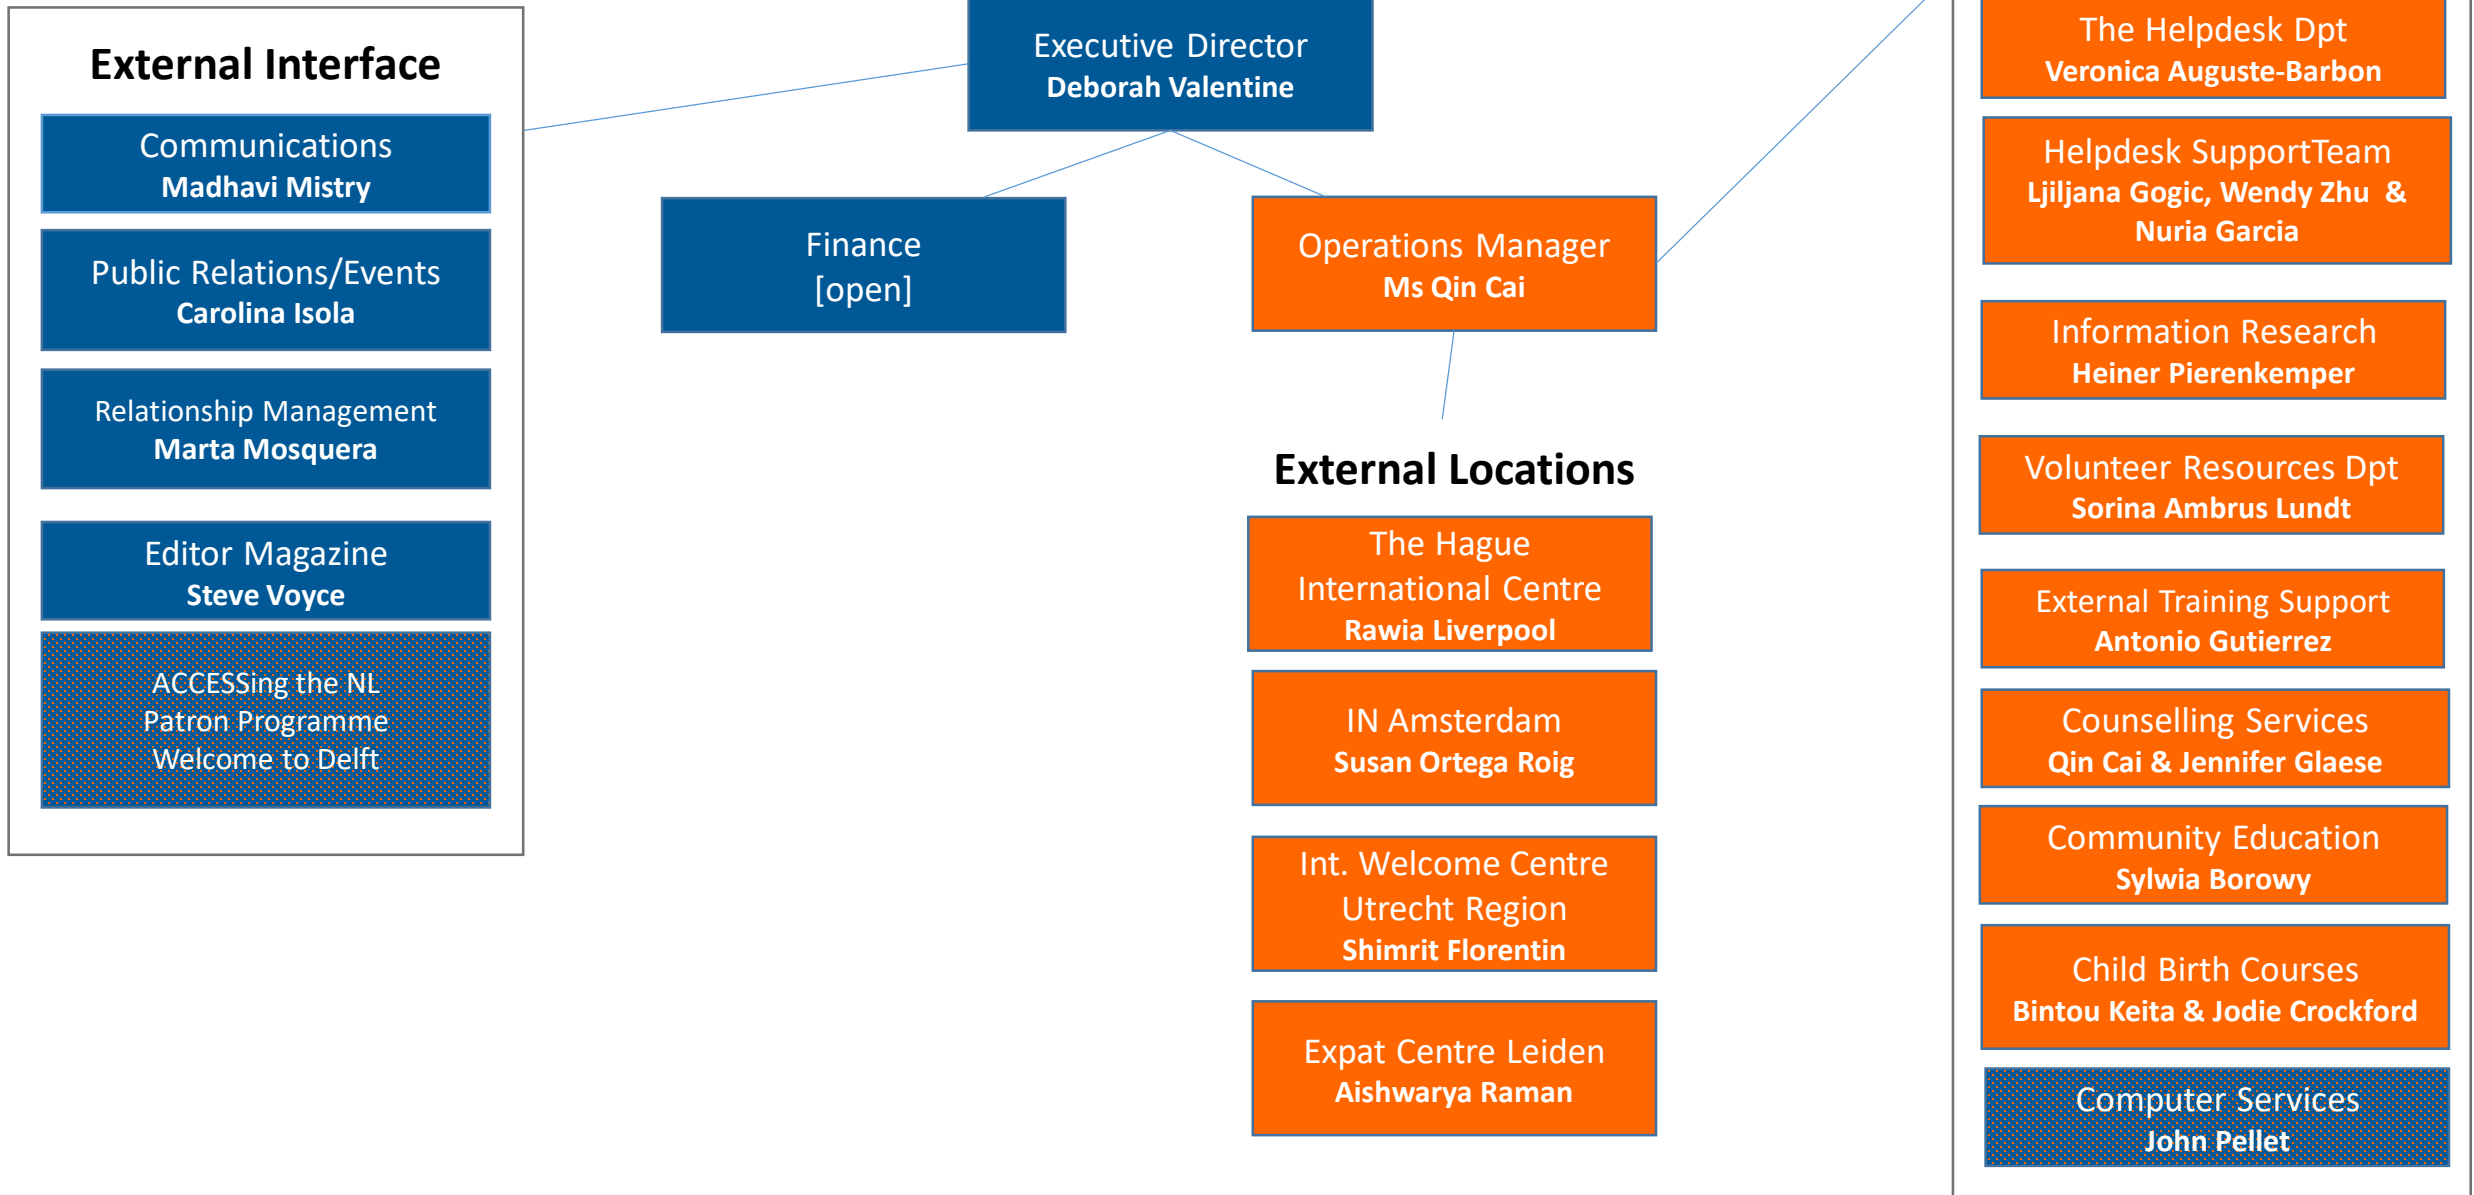 External Interface
Communications
Madhavi Mistry
Public Relations/Events
Carolina Isola
Relationship Management
Marta Mosquera
Editor Magazine
Steve Voyce
ACCESSing the NL
Patron Programme
Welcome to Delft
Executive Director
Deborah Valentine
Finance
[open]
Operations Manager
Ms Qin Cai
External Locations
The Hague
International Centre
Rawia Liverpool
IN Amsterdam
Susan Ortega Roig
Int. Welcome Centre
Utrecht Region
Shimrit Florentin
Expat Centre Leiden
Aishwarya Raman
The Helpdesk Dpt
Veronica Auguste-Barbon
Helpdesk SupportTeam
Ljiljana Gogic, Wendy Zhu &
Nuria Garcia
Information Research
Heiner Pierenkemper
Volunteer Resources Dpt
Sorina Ambrus Lundt
External Training Support
Antonio Gutierrez
Counselling Services
Qin Cai & Jennifer Glaese
Community Education
Sylwia Borowy
Child Birth Courses
Bintou Keita & Jodie Crockford
Computer Services
John Pellet